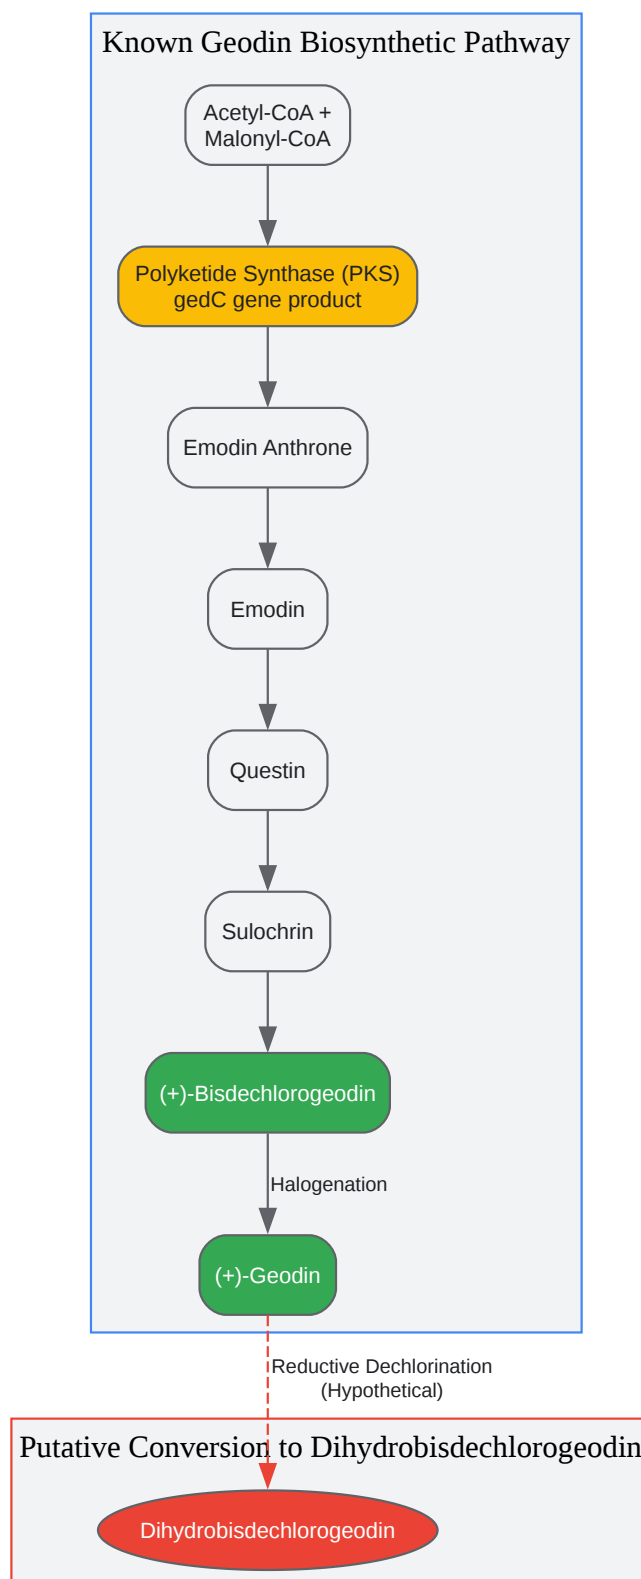 Known Geodin Biosynthetic Pathway
Acetyl-CoA +
Malonyl-CoA
Polyketide Synthase (PKS)
gedC gene product
Emodin Anthrone
Emodin
Questin
Sulochrin
(+)-Bisdechlorogeodin
Halogenation
(+)-Geodin
Reductive Dechlorination
(Hypothetical)
Putative Conversion to Dihydrobisdechlorogeodin
Dihydrobisdechlorogeodin